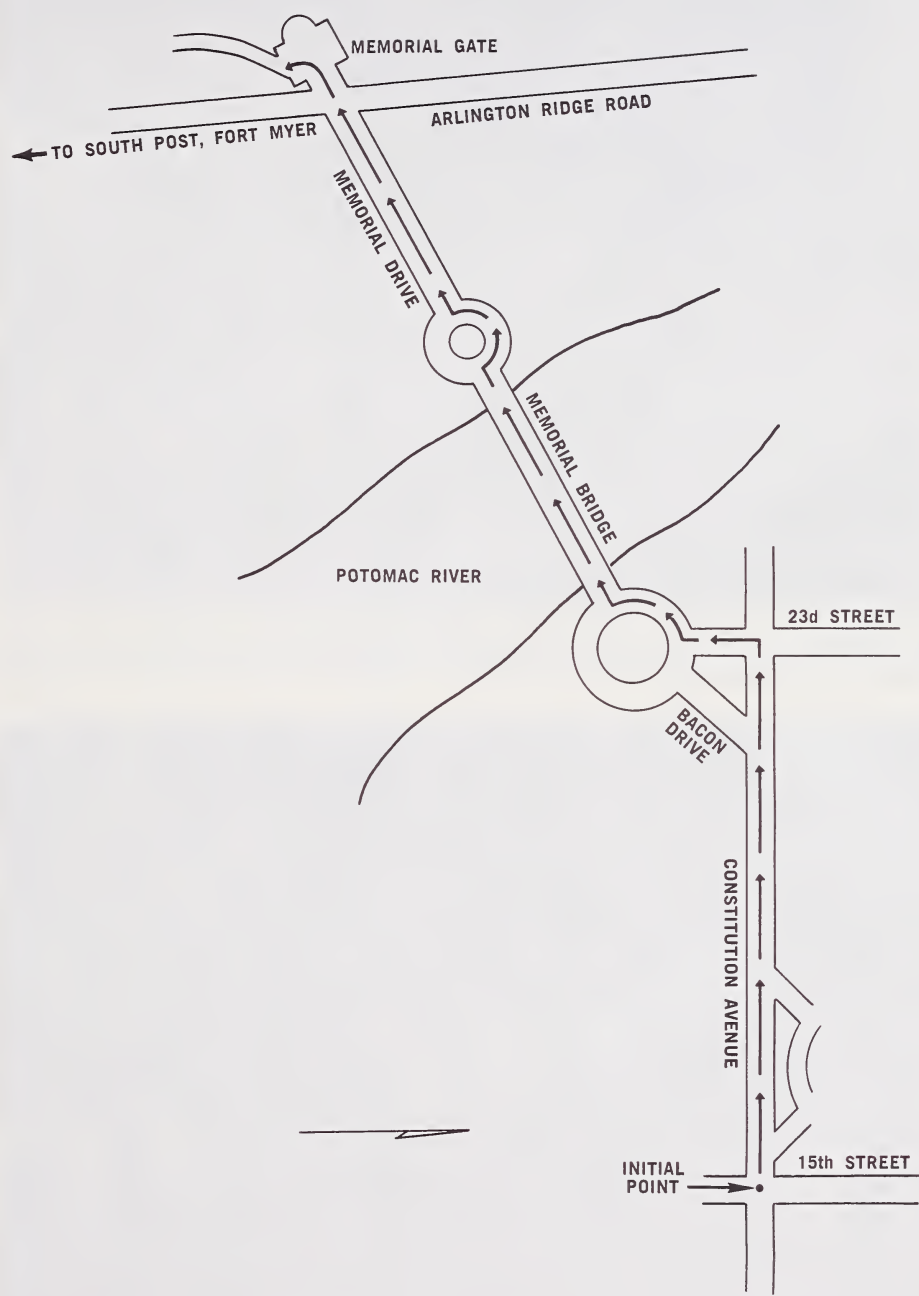 MEMORIAL GATE
ARLINGTON RIDGE ROAD
TO SOUTH POST, FORT MYER
MEMORIAL DRIVE
MEMORIAL BRIDGE
POTOMAC RIVER
23d STREET
BACON
DRIVE
CONSTITUTION AVENUE
15th STREET
INITIAL
POINT